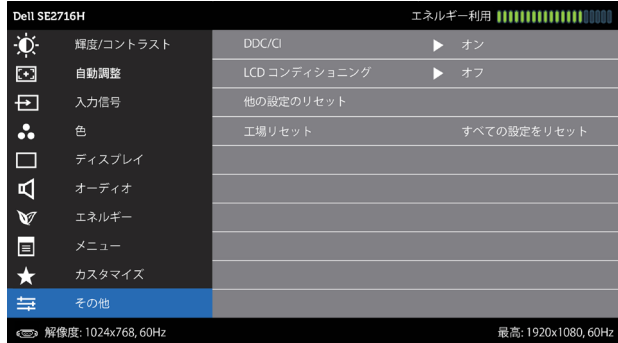 Dell SE2716H エネルギー利用
輝度/コントラスト DDC/CI オン
自動調整 LCD コンディショニング オフ
入力信号 他の設定のリセット
色 工場リセット すべての設定をリセット
ディスプレイ
オーディオ
エネルギー
メニュー
カスタマイズ
その他
解像度: 1024x768, 60Hz 最高: 1920x1080, 60Hz